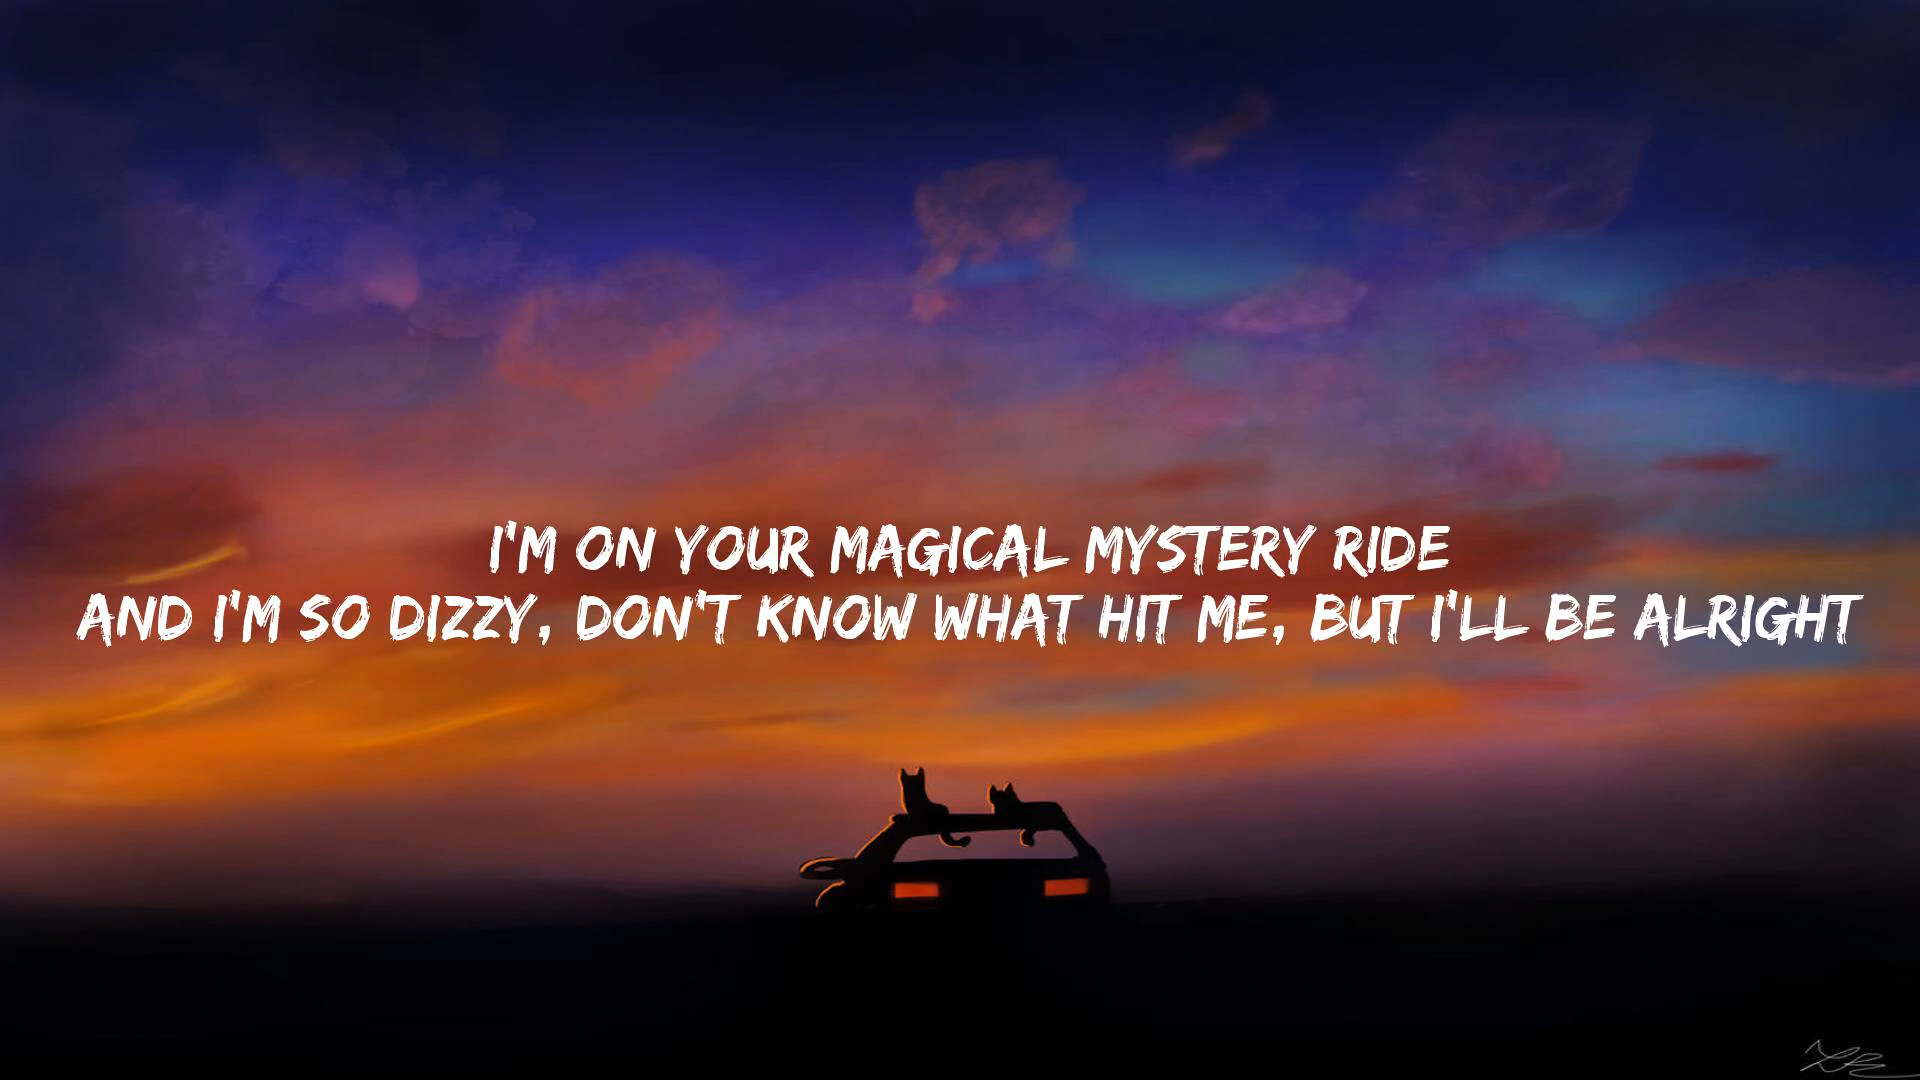 I'M ON YOUR MAGICAL MYSTERY RIDE
AND I'M SO DIZZY, DON'T KNOW WHAT HIT ME, BUT I'LL BE ALRIGHT